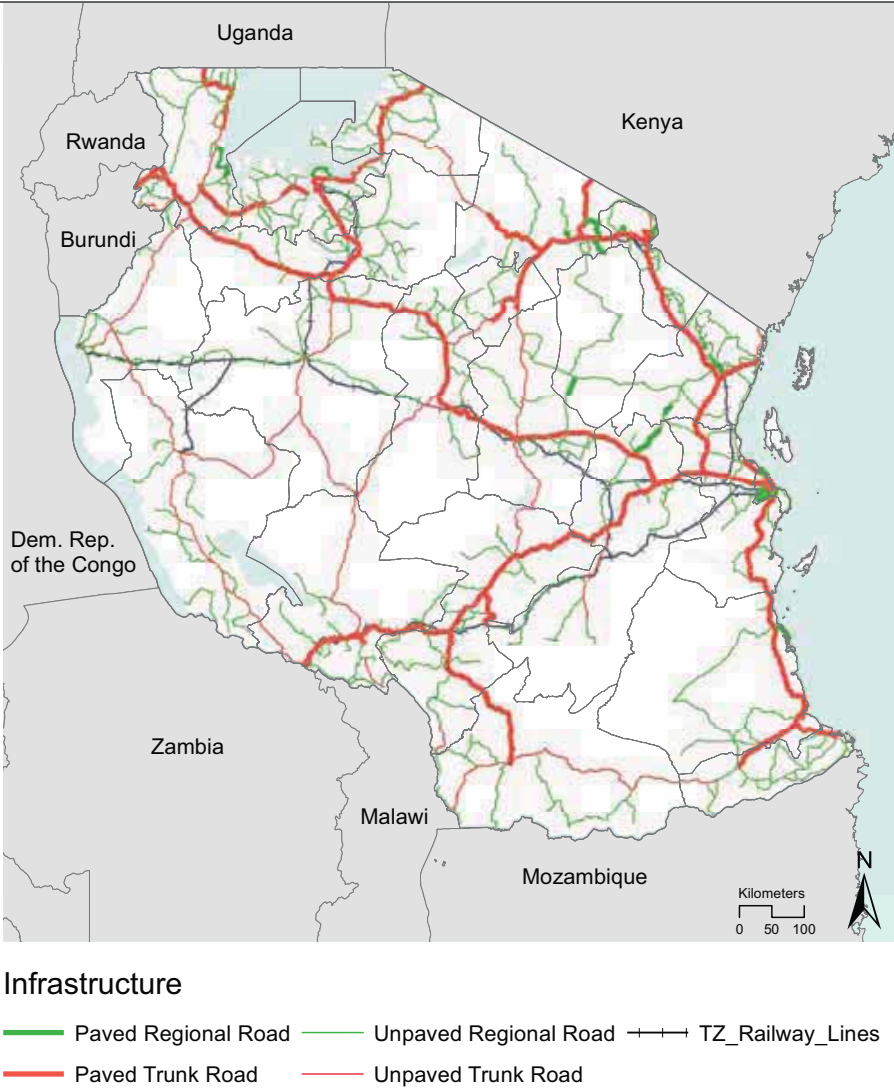 Uganda
Kenya
Rwanda
Burundi
Dem. Rep.
of the Congo
Zambia
Malawi
Mozambique
N
Kilometers
0 50 100
Infrastructure
Paved Regional Road Unpaved Regional Road TZ_Railway_Lines
Paved Trunk Road Unpaved Trunk Road